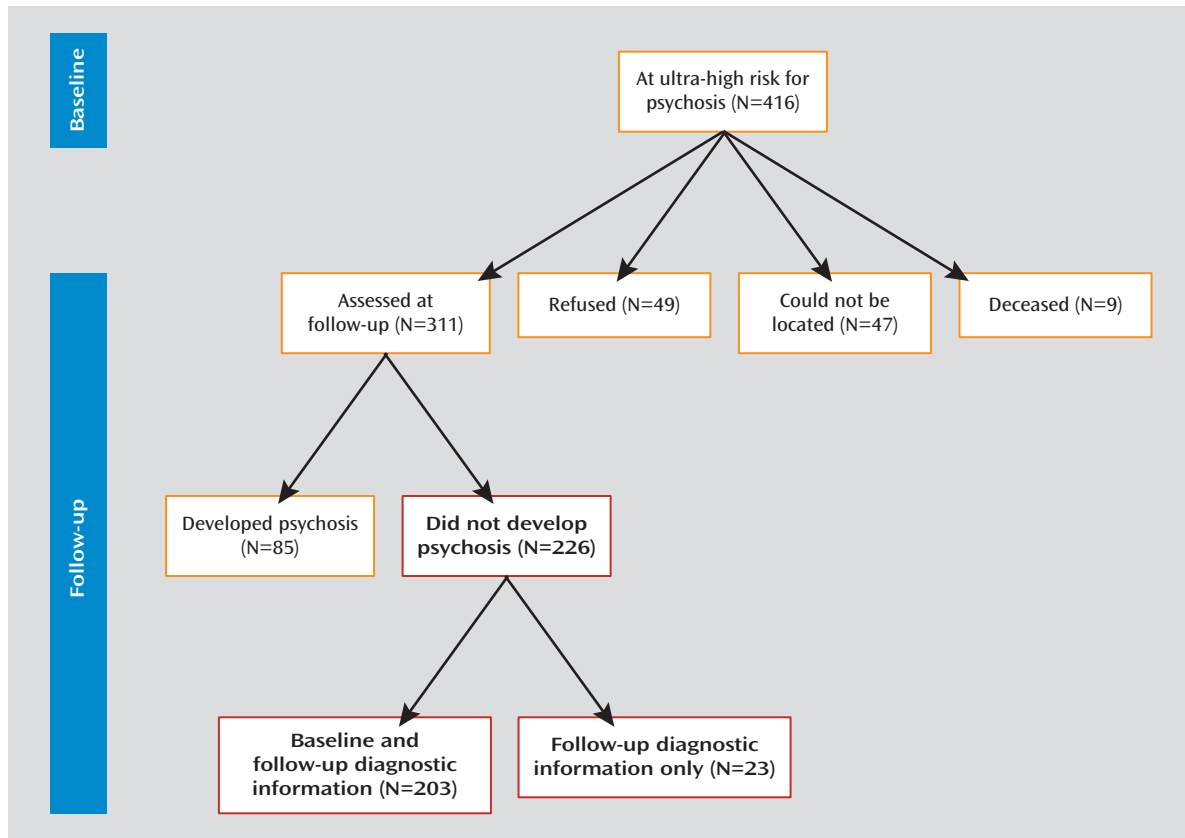 Baseline
At ultra-high risk for
psychosis (N=416)
Follow-up
Assessed at
follow-up (N=311)
Refused (N=49)
Could not be
located (N=47)
Deceased (N=9)
Developed psychosis
(N=85)
Did not develop
psychosis (N=226)
Baseline and
follow-up diagnostic
information (N=203)
Follow-up diagnostic
information only (N=23)